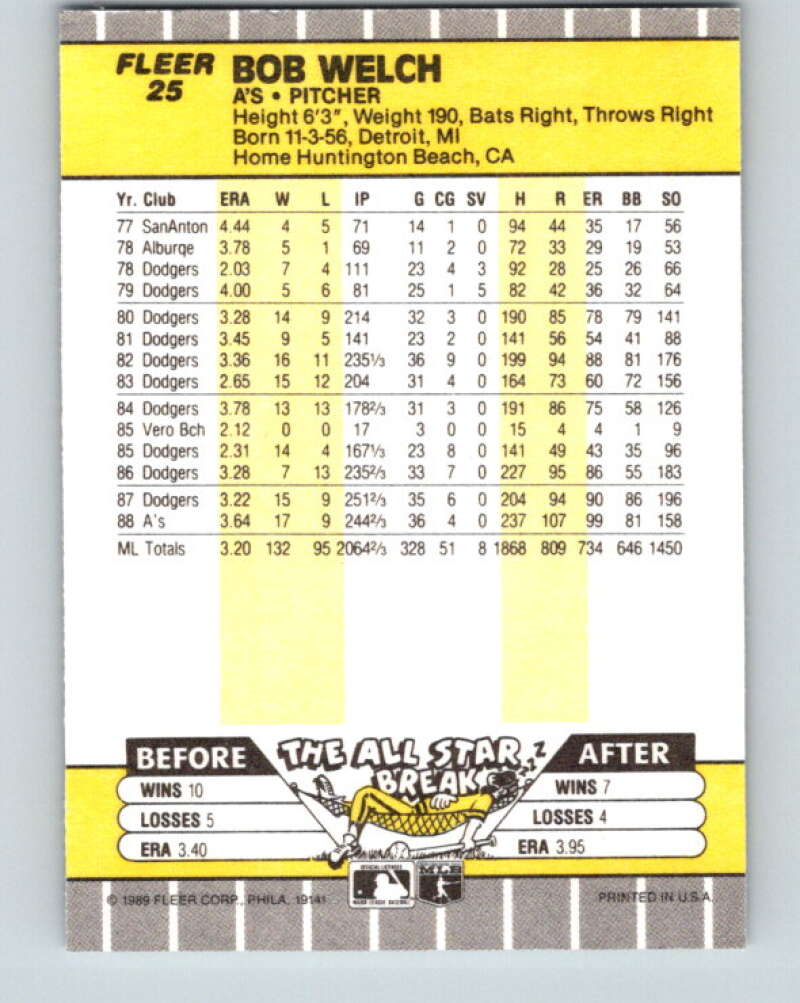 FLEER BOB WELCH
25 A'S • PITCHER
Height 6'3", Weight 190, Bats Right, Throws Right
Born 11-3-56, Detroit, MI
Home Huntington Beach, CA
Yr. Club ERA W L IP G CG SV H R ER BB SO
77 SanAnton 4.44 4 5 71 14 1 0 94 44 35 17 56
78 Alburqe 3.78 5 1 69 11 2 0 72 33 29 19 53
78 Dodgers 2.03 7 4 111 23 4 3 92 28 25 26 66
79 Dodgers 4.00 5 6 81 25 1 5 82 42 36 32 64
80 Dodgers 3.28 14 9 214 32 3 0 190 85 78 79 141
81 Dodgers 3.45 9 5 141 23 2 0 141 56 54 41 88
82 Dodgers 3.36 16 11 235⅓ 36 9 0 199 94 88 81 176
83 Dodgers 2.65 15 12 204 31 4 0 164 73 60 72 156
84 Dodgers 3.78 13 13 178⅔ 31 3 0 191 86 75 58 126
85 Vero Bch 2.12 0 0 17 3 0 0 15 4 4 1 9
85 Dodgers 2.31 14 4 167⅓ 23 8 0 141 49 43 35 96
86 Dodgers 3.28 7 13 235⅔ 33 7 0 227 95 86 55 183
87 Dodgers 3.22 15 9 251⅔ 35 6 0 204 94 90 86 196
88 A's 3.64 17 9 244⅔ 36 4 0 237 107 99 81 158
ML Totals 3.20 132 95 2064⅔ 328 51 8 1868 809 734 646 1450
BEFORE THE ALL STAR BREAK ZZZZ AFTER
WINS 10 WINS 7
LOSSES 5 LOSSES 4
ERA 3.40 ERA 3.95
© 1989 FLEER CORP., PHILA. 19141 MLB PRINTED IN U.S.A.